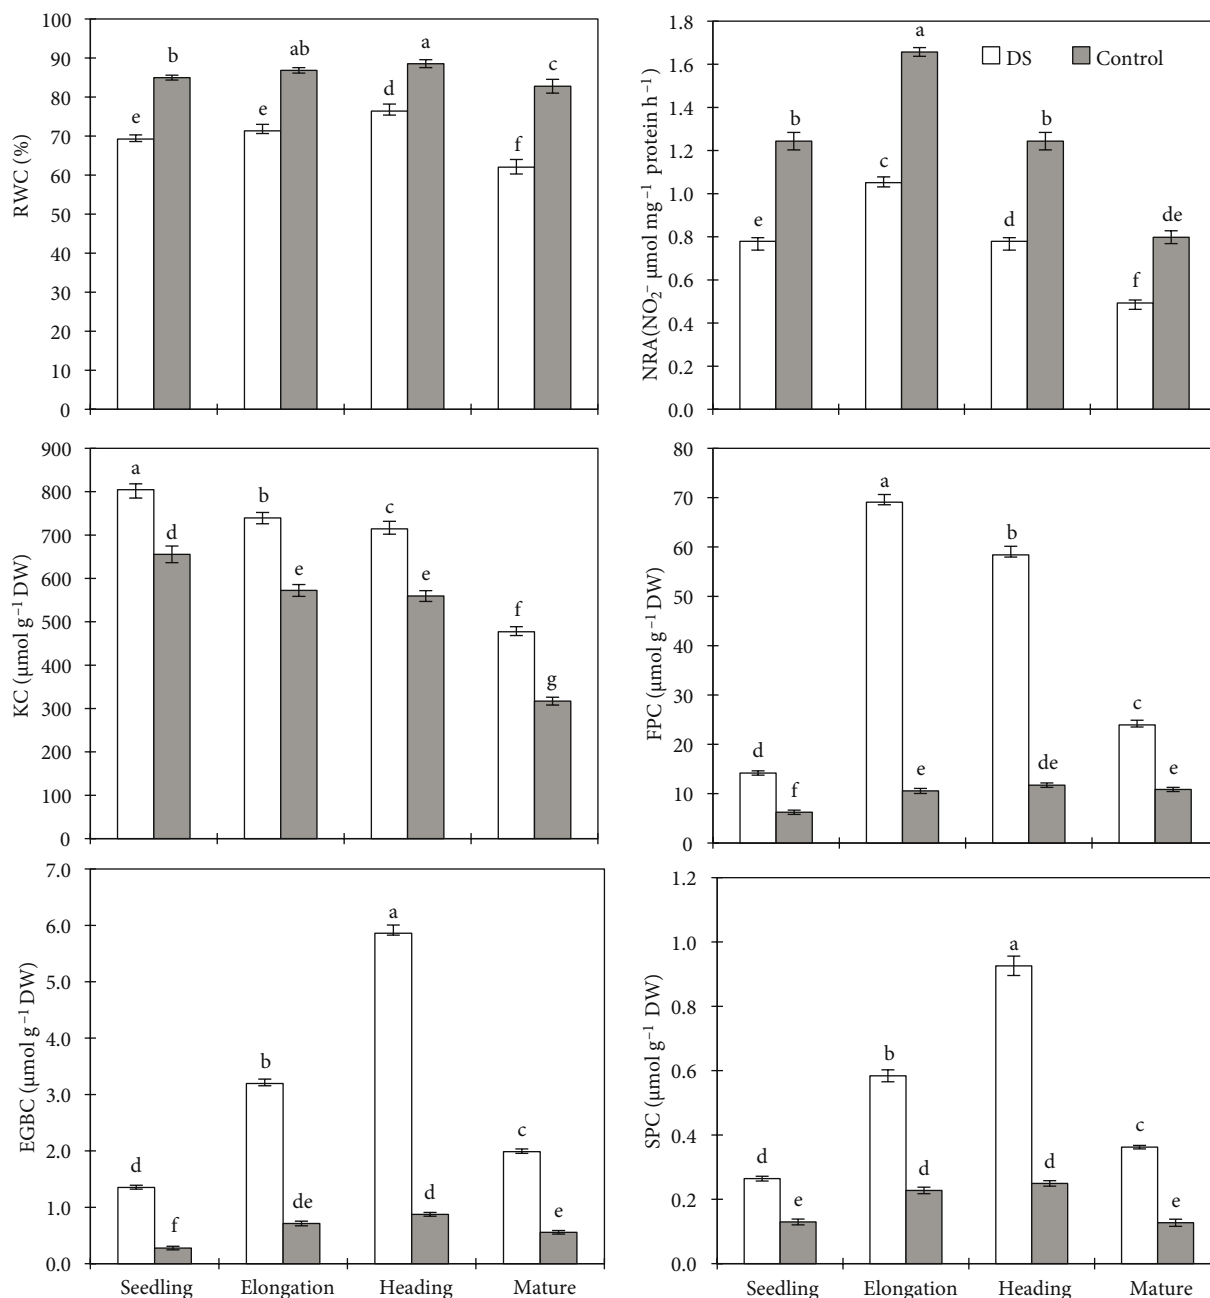 RWC (%)
100
90
80
70
60
50
40
30
20
10
0
e
b
e
ab
d
a
f
c
NRA(NO₂⁻ μmol mg⁻¹ protein h⁻¹)
1.8
1.6
1.4
1.2
1.0
0.8
0.6
0.4
0.2
0.0
e
b
c
a
d
b
f
de
DS
Control
KC (μmol g⁻¹ DW)
900
800
700
600
500
400
300
200
100
0
a
d
b
e
c
e
f
g
FPC (μmol g⁻¹ DW)
80
70
60
50
40
30
20
10
0
d
f
a
e
b
de
c
e
EGBC (μmol g⁻¹ DW)
7.0
6.0
5.0
4.0
3.0
2.0
1.0
0.0
d
f
b
de
a
d
c
e
Seedling
Elongation
Heading
Mature
SPC (μmol g⁻¹ DW)
1.2
1.0
0.8
0.6
0.4
0.2
0.0
d
e
b
d
a
d
c
e
Seedling
Elongation
Heading
Mature